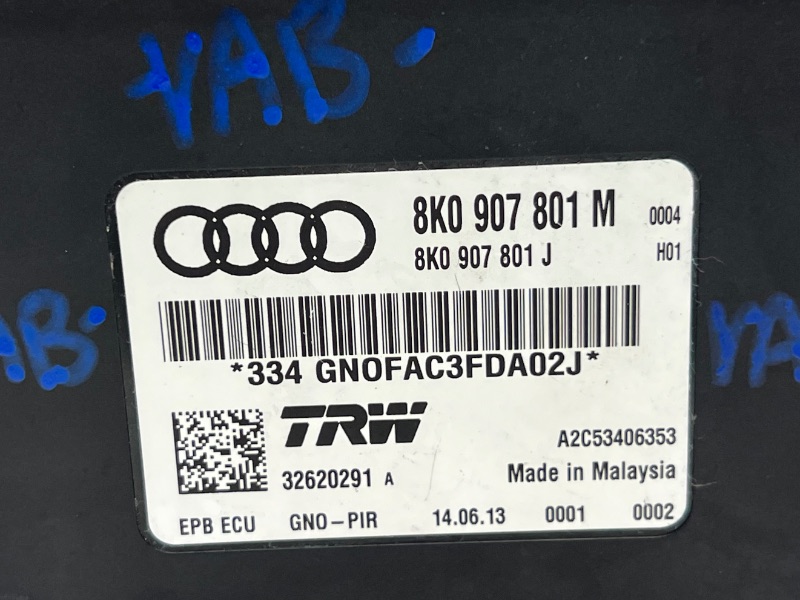 VAB.
8K0 907 801 M 0004
8K0 907 801 J H01
*334 GNOFAC3FDA02J*
TRW
A2C53406353
32620291 A
Made in Malaysia
EPB ECU GNO-PIR 14.06.13 0001 0002